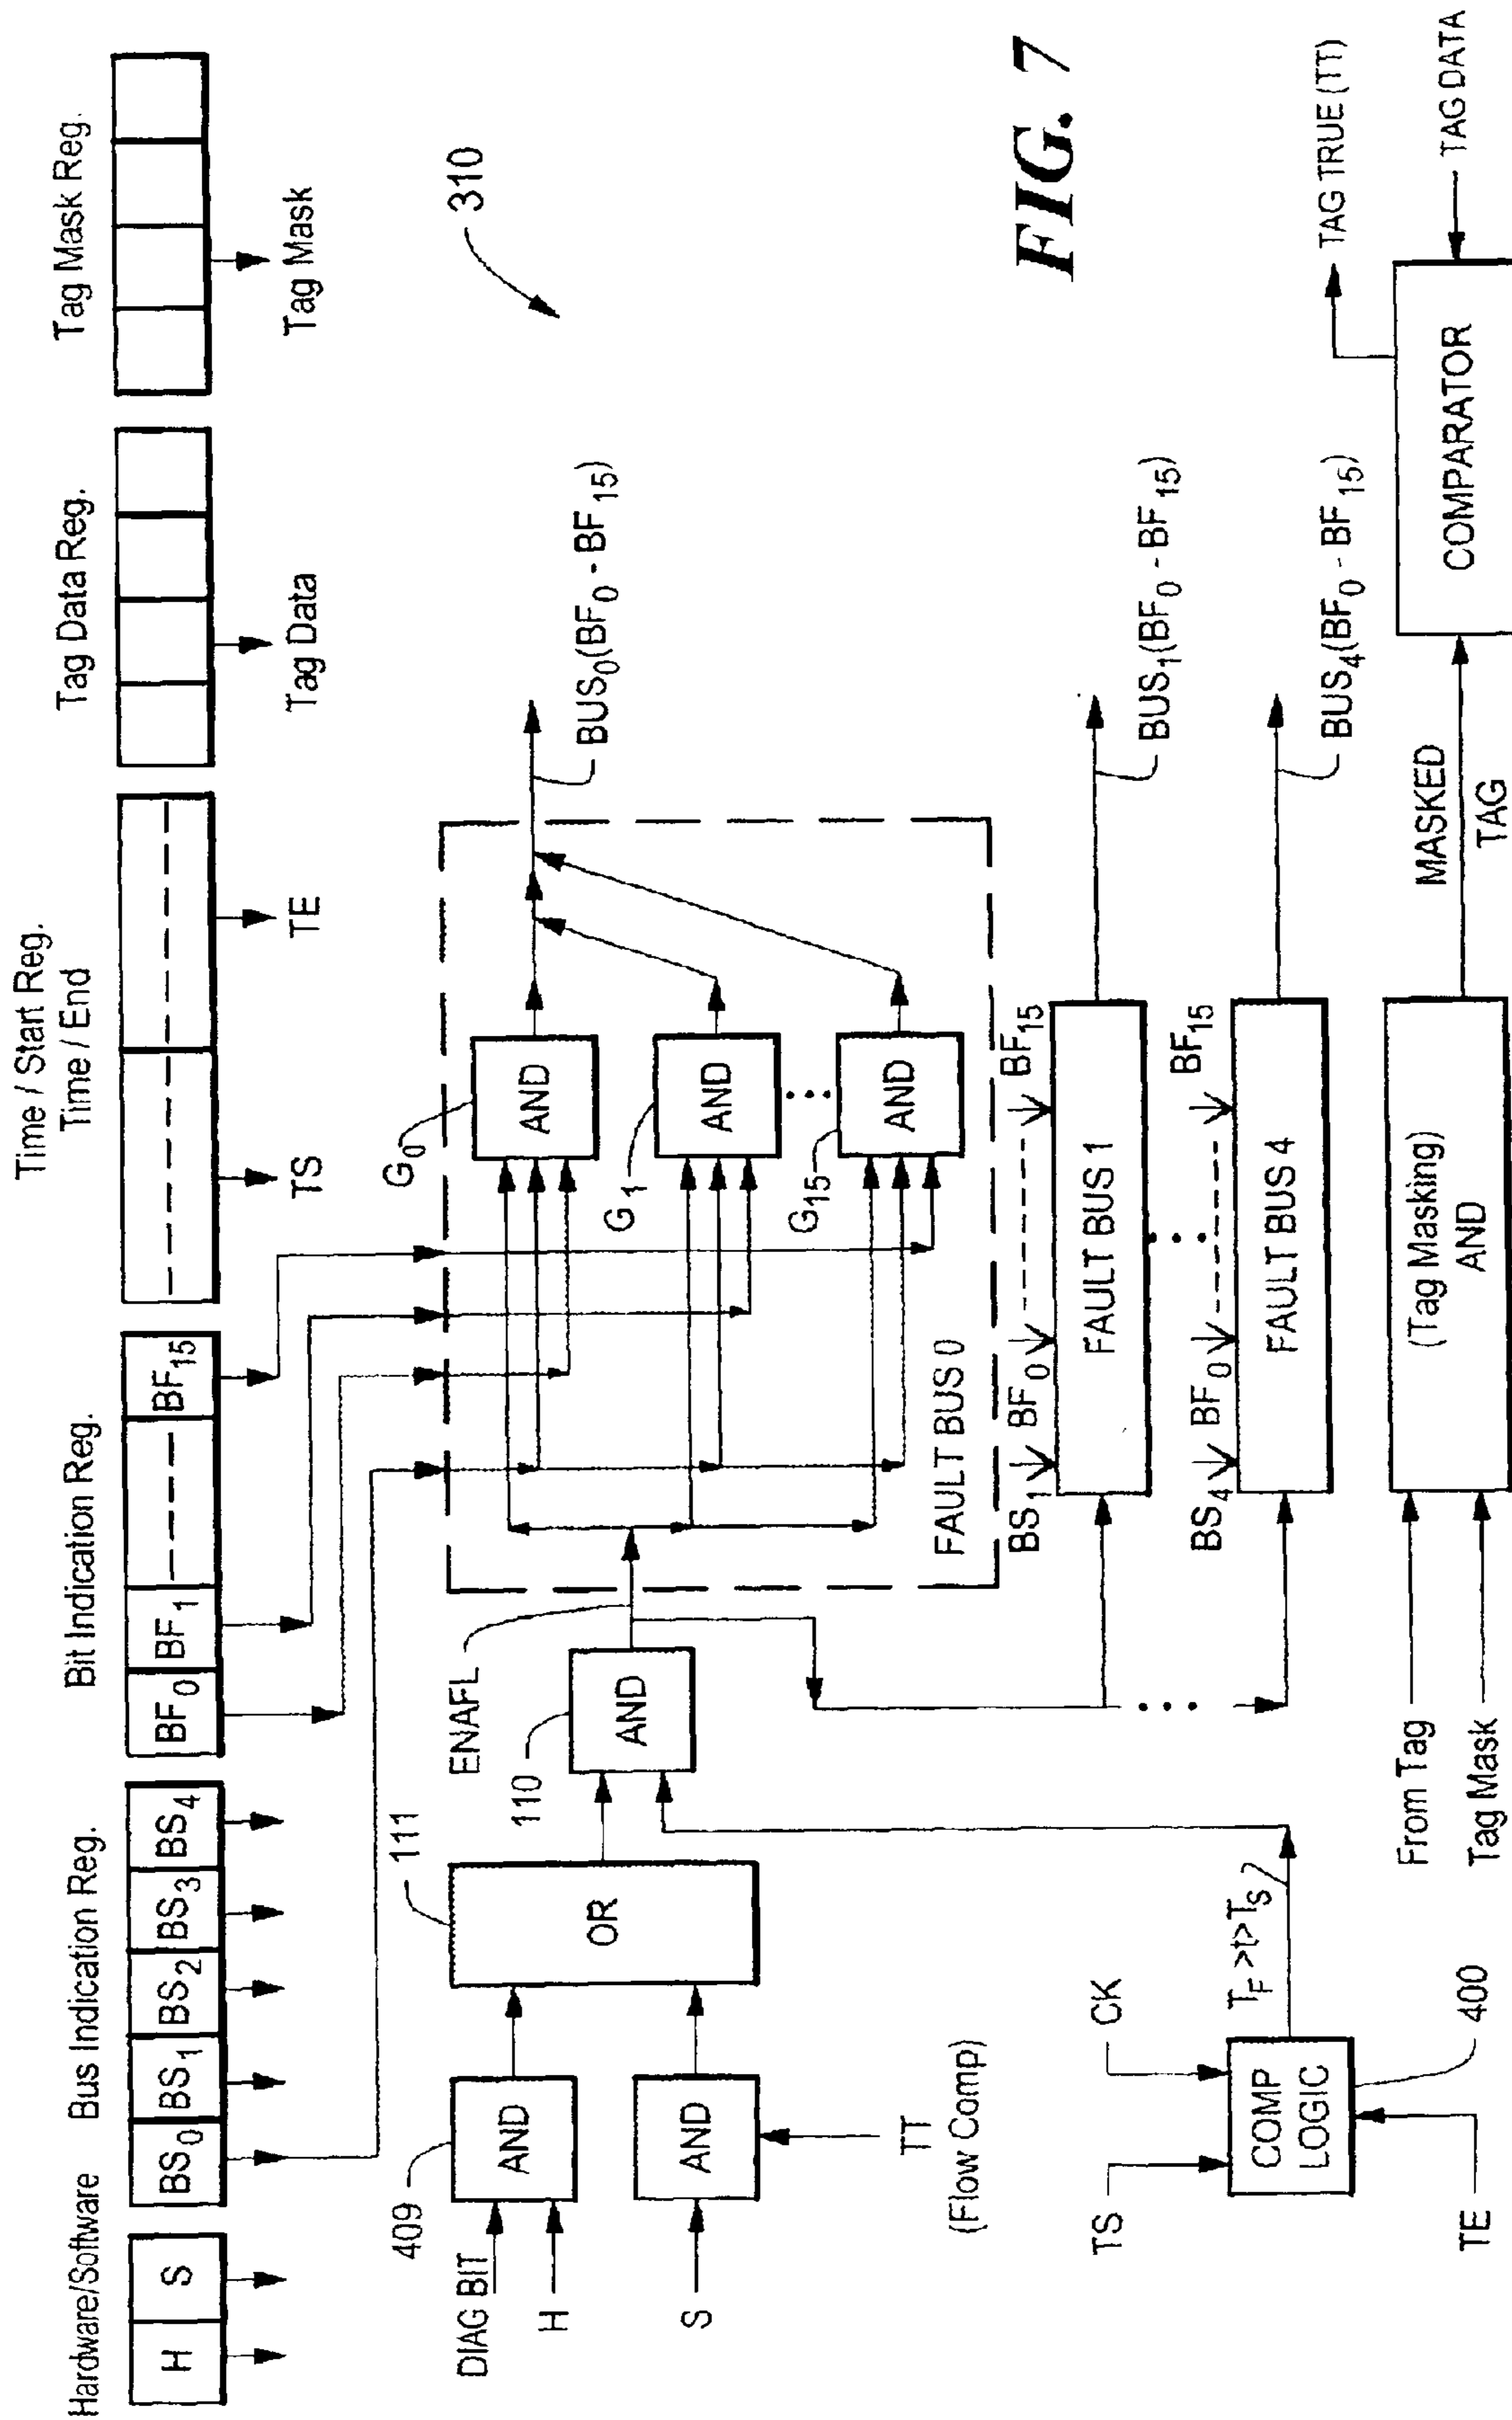 Hardware/Software
H
S
Bus Indication Reg.
BS0
BS1
BS2
BS3
BS4
Bit Indication Reg.
BF0
BF1
BF15
Time / Start Reg.
Time / End
TS
TE
Tag Data Reg.
Tag Data
Tag Mask Reg.
Tag Mask
310
DIAG BIT
H
409
AND
S
AND
TT
(Flow Comp)
111
OR
110
AND
ENAFL
G0
AND
G1
AND
G15
AND
FAULT BUS 0
BUS0(BF0 - BF15)
BS1
BF0
BF15
FAULT BUS 1
BUS1(BF0 - BF15)
BS4
BF0
BF15
FAULT BUS 4
BUS4(BF0 - BF15)
TS
CK
TE
COMP
LOGIC
400
TF >t>TS
From Tag
Tag Mask
(Tag Masking)
AND
MASKED
TAG
COMPARATOR
TAG TRUE (TT)
TAG DATA
FIG. 7